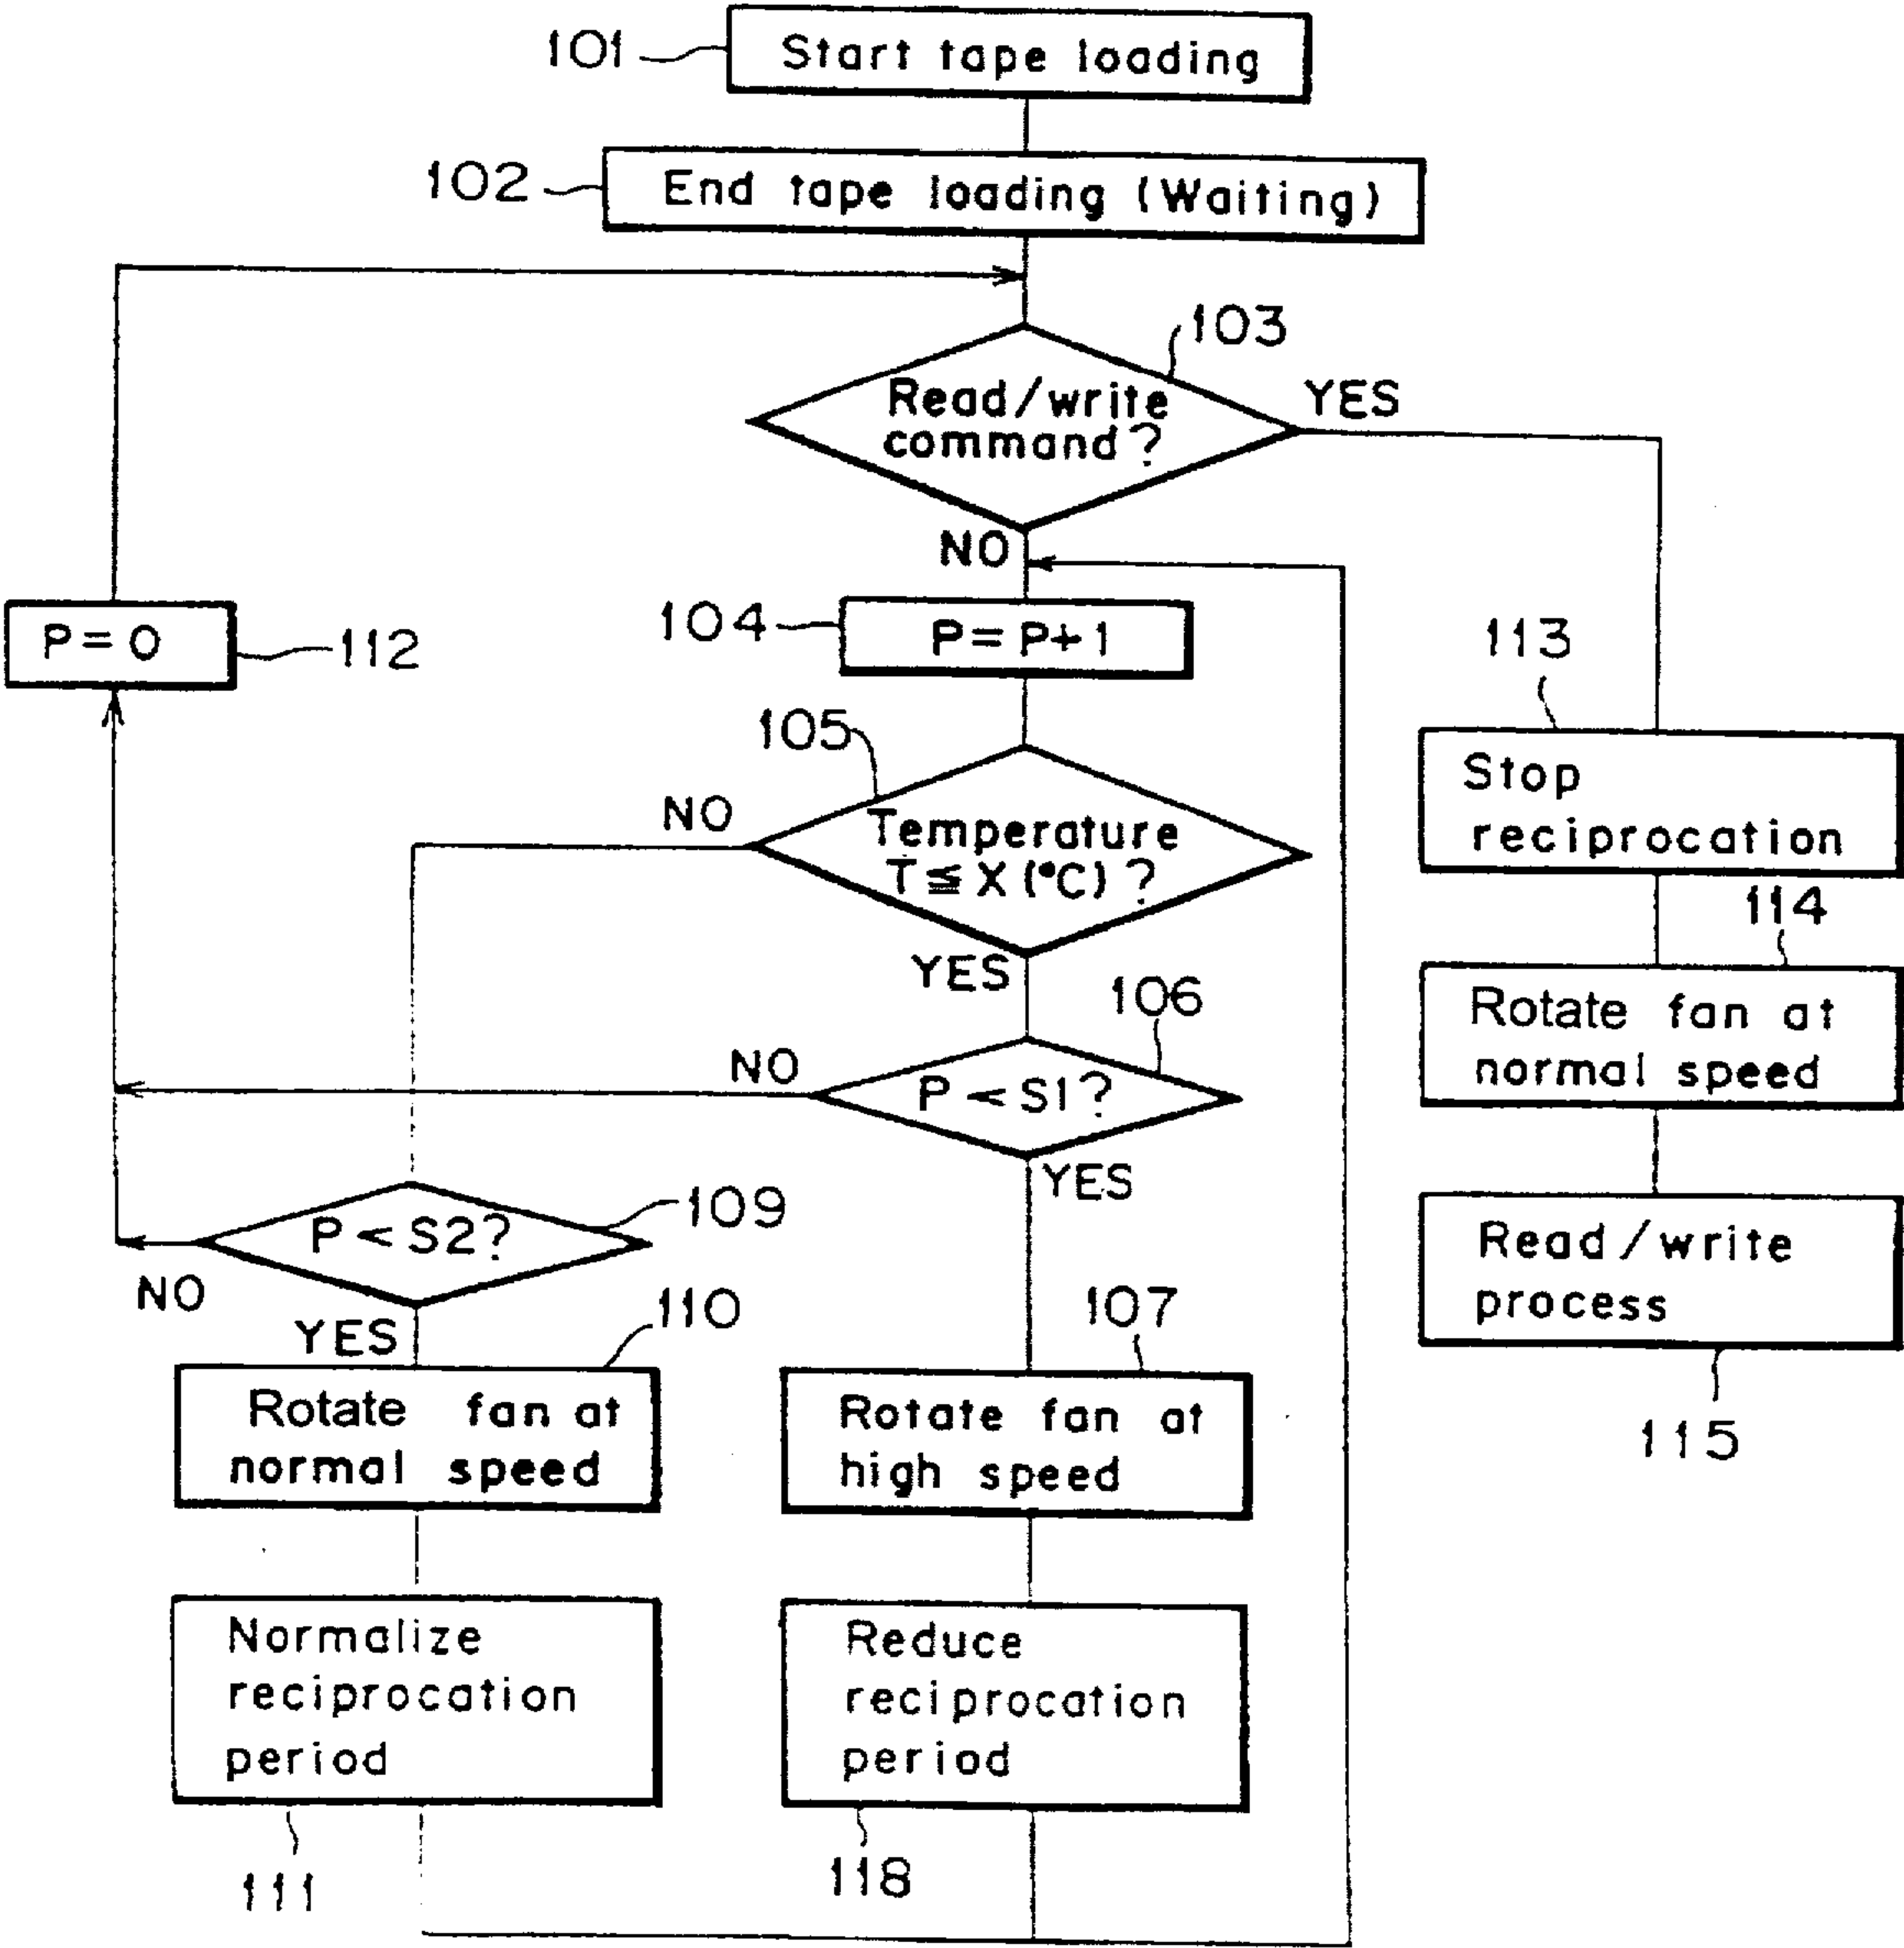 101
Start tape loading
102
End tape loading (Waiting)
103
Read/write
command?
YES
NO
P=0
112
104
P=P+1
113
105
NO
Temperature
T≦X(°C)?
YES
Stop
reciprocation
114
106
Rotate fan at
normal speed
NO
P<S1?
YES
109
P<S2?
NO
YES
Read/write
process
115
110
107
Rotate fan at
normal speed
Rotate fan at
high speed
Normalize
reciprocation
period
Reduce
reciprocation
period
111
118